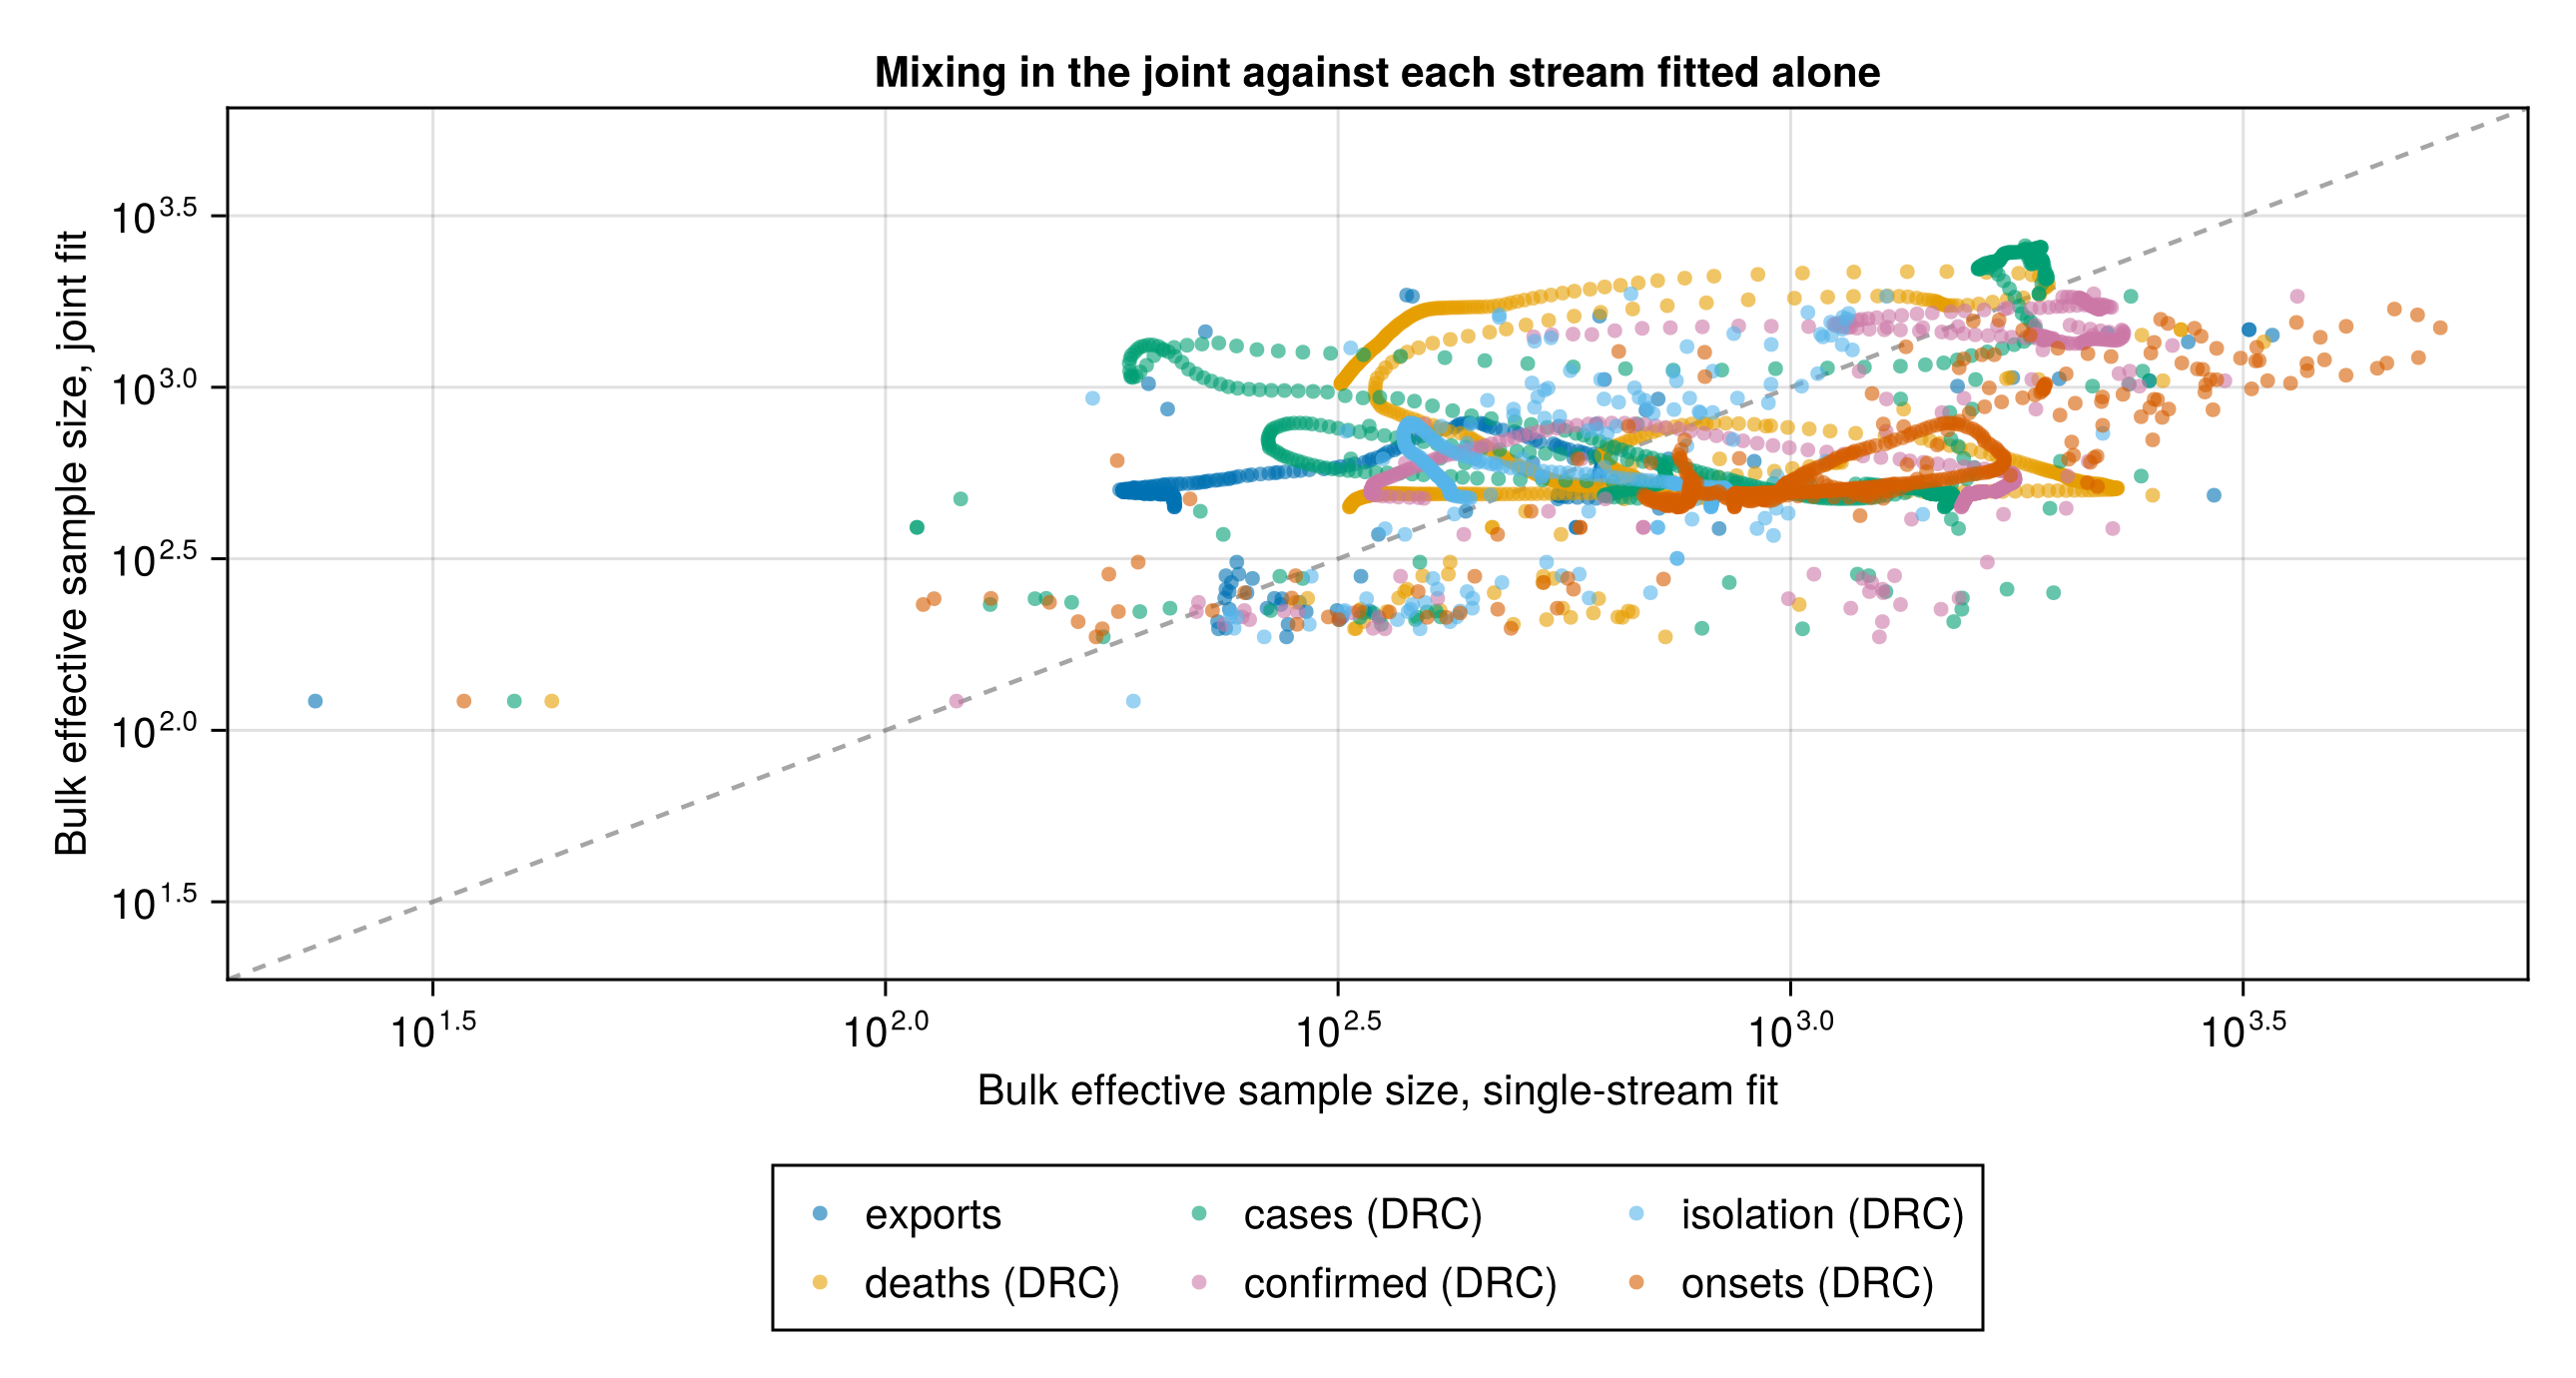 Mixing in the joint against each stream fitted alone
Bulk effective sample size, joint fit
10^3.5
10^3.0
10^2.5
10^2.0
10^1.5
10^1.5 10^2.0 10^2.5 10^3.0 10^3.5
Bulk effective sample size, single-stream fit
exports cases (DRC) isolation (DRC)
deaths (DRC) confirmed (DRC) onsets (DRC)